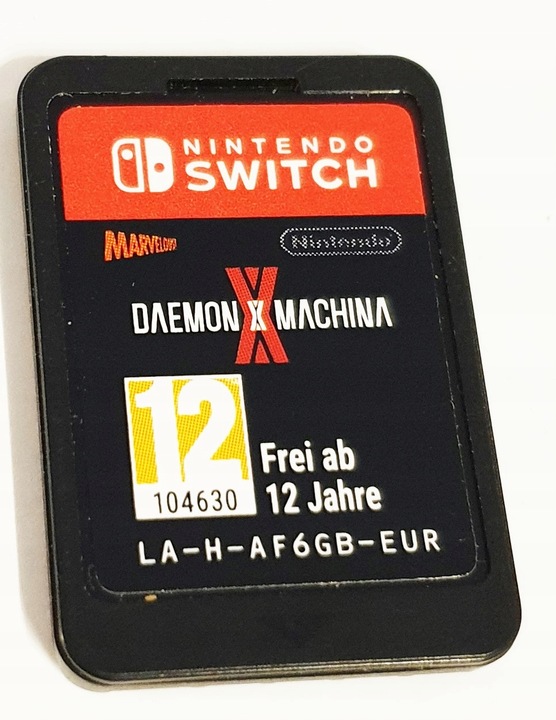 NINTENDO
SWITCH
MARVELOUS!
Nintendo
DAEMON X MACHINA
12
104630
Frei ab
12 Jahre
LA-H-AF6GB-EUR